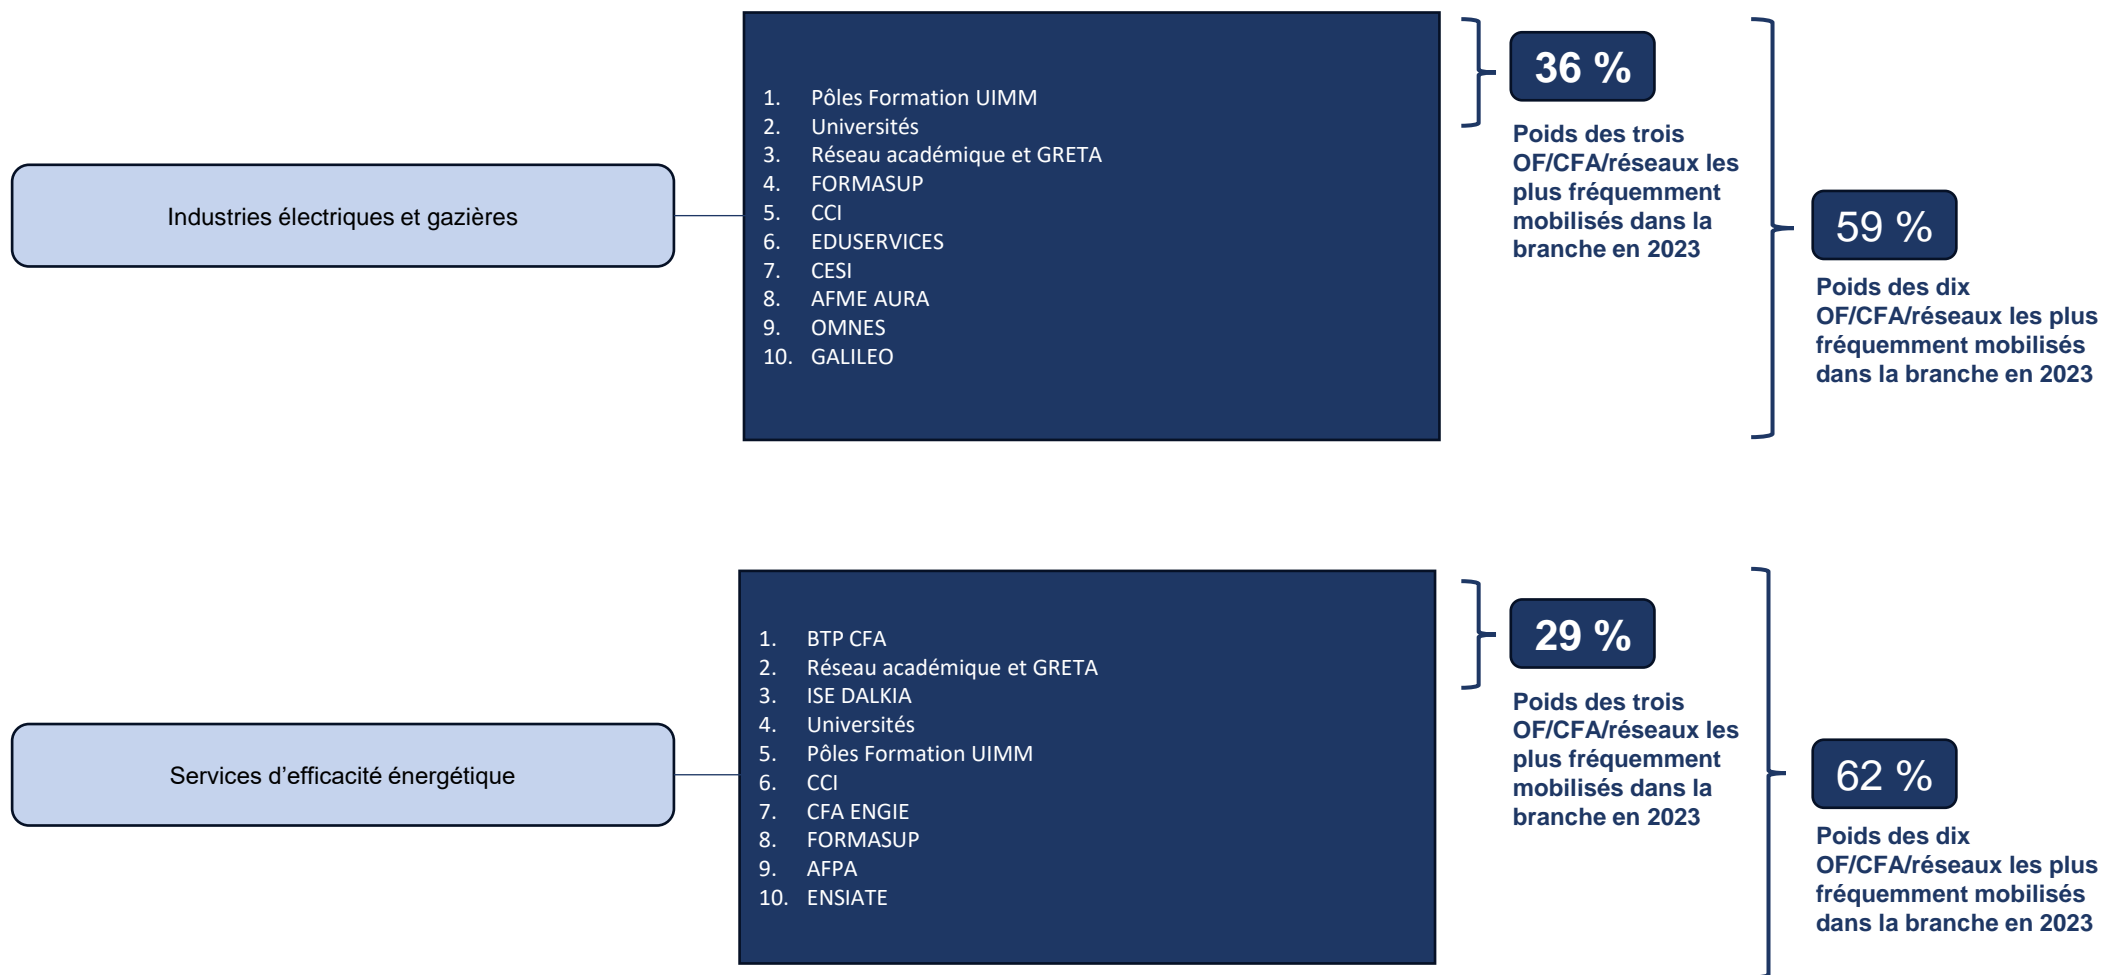 Industries électriques et gazières
1. Pôles Formation UIMM
2. Universités
3. Réseau académique et GRETA
4. FORMASUP
5. CCI
6. EDUSERVICES
7. CESI
8. AFME AURA
9. OMNES
10. GALILEO
36 %
Poids des trois
OF/CFA/réseaux les
plus fréquemment
mobilisés dans la
branche en 2023
59 %
Poids des dix
OF/CFA/réseaux les plus
fréquemment mobilisés
dans la branche en 2023
Services d’efficacité énergétique
1. BTP CFA
2. Réseau académique et GRETA
3. ISE DALKIA
4. Universités
5. Pôles Formation UIMM
6. CCI
7. CFA ENGIE
8. FORMASUP
9. AFPA
10. ENSIATE
29 %
Poids des trois
OF/CFA/réseaux les
plus fréquemment
mobilisés dans la
branche en 2023
62 %
Poids des dix
OF/CFA/réseaux les plus
fréquemment mobilisés
dans la branche en 2023